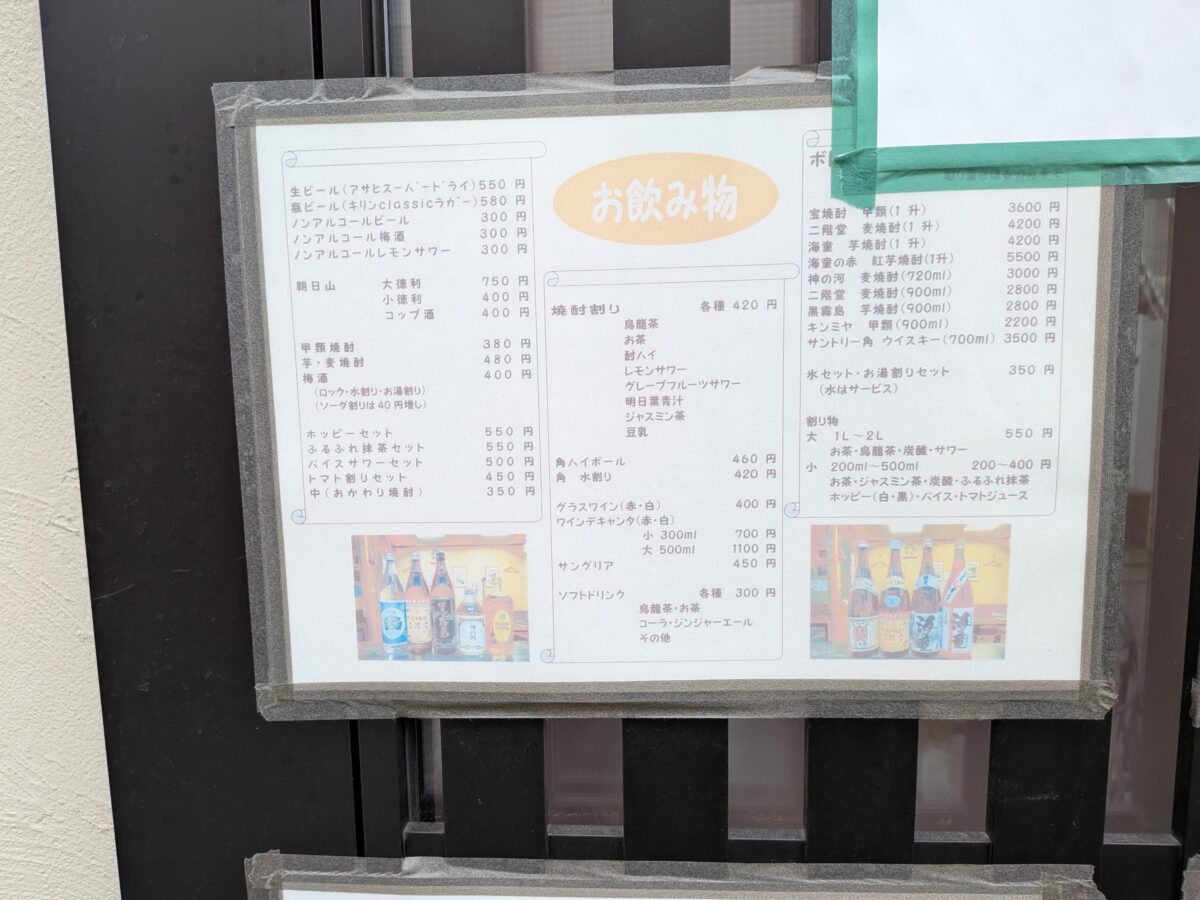 お飲み物
生ビール(アサヒスーパードライ) 550 円
瓶ビール(キリンclassicラガー) 580 円
ノンアルコールビール 300 円
ノンアルコール梅酒 300 円
ノンアルコールレモンサワー 300 円
朝日山 大徳利 750 円
小徳利 400 円
コップ酒 400 円
甲類焼酎 380 円
芋・麦焼酎 480 円
梅酒 400 円
(ロック・水割り・お湯割り)
(ソーダ割りは40円増し)
ホッピーセット 550 円
ふるふれ抹茶セット 550 円
バイスサワーセット 500 円
トマト割りセット 450 円
中(おかわり焼酎) 350 円
焼酎割り 各種 420 円
烏龍茶
お茶
酎ハイ
レモンサワー
グレープフルーツサワー
明日葉青汁
ジャスミン茶
豆乳
角ハイボール 460 円
角 水割り 420 円
グラスワイン(赤・白) 400 円
ワインデキャンタ(赤・白)
小 300ml 700 円
大 500ml 1100 円
サングリア 450 円
ソフトドリンク 各種 300 円
烏龍茶・お茶
コーラ・ジンジャーエール
その他
ボ
宝焼酎 甲類(1 升) 3600 円
二階堂 麦焼酎(1 升) 4200 円
海童 芋焼酎(1 升) 4200 円
海童の赤 紅芋焼酎(1升) 5500 円
神の河 麦焼酎(720ml) 3000 円
二階堂 麦焼酎(900ml) 2800 円
黒霧島 芋焼酎(900ml) 2800 円
キンミヤ 甲類(900ml) 2200 円
サントリー角 ウイスキー(700ml) 3500 円
氷セット・お湯割りセット 350 円
(水はサービス)
割り物
大 1L～2L 550 円
お茶・烏龍茶・炭酸・サワー
小 200ml～500ml 200～400 円
お茶・ジャスミン茶・炭酸・ふるふれ抹茶
ホッピー(白・黒)・バイス・トマトジュース